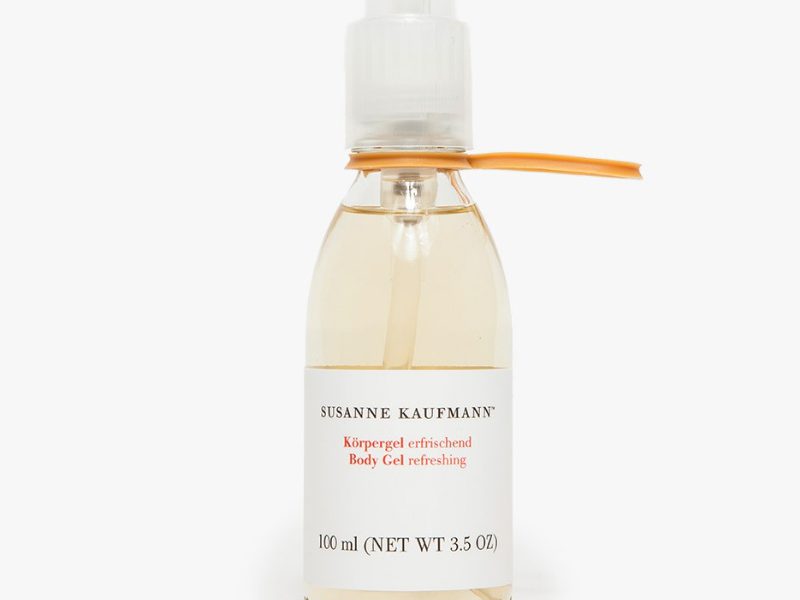 SUSANNE KAUFMANN™
Körpergel erfrischend
Body Gel refreshing
100 ml (NET WT 3.5 OZ)